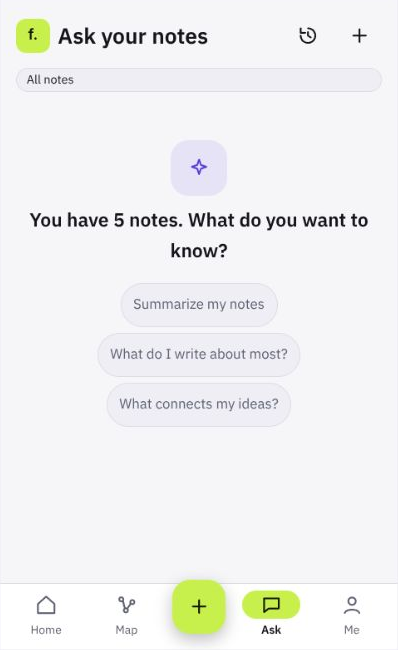 f. Ask your notes
All notes
You have 5 notes. What do you want to
know?
Summarize my notes
What do I write about most?
What connects my ideas?
Home Map Ask Me